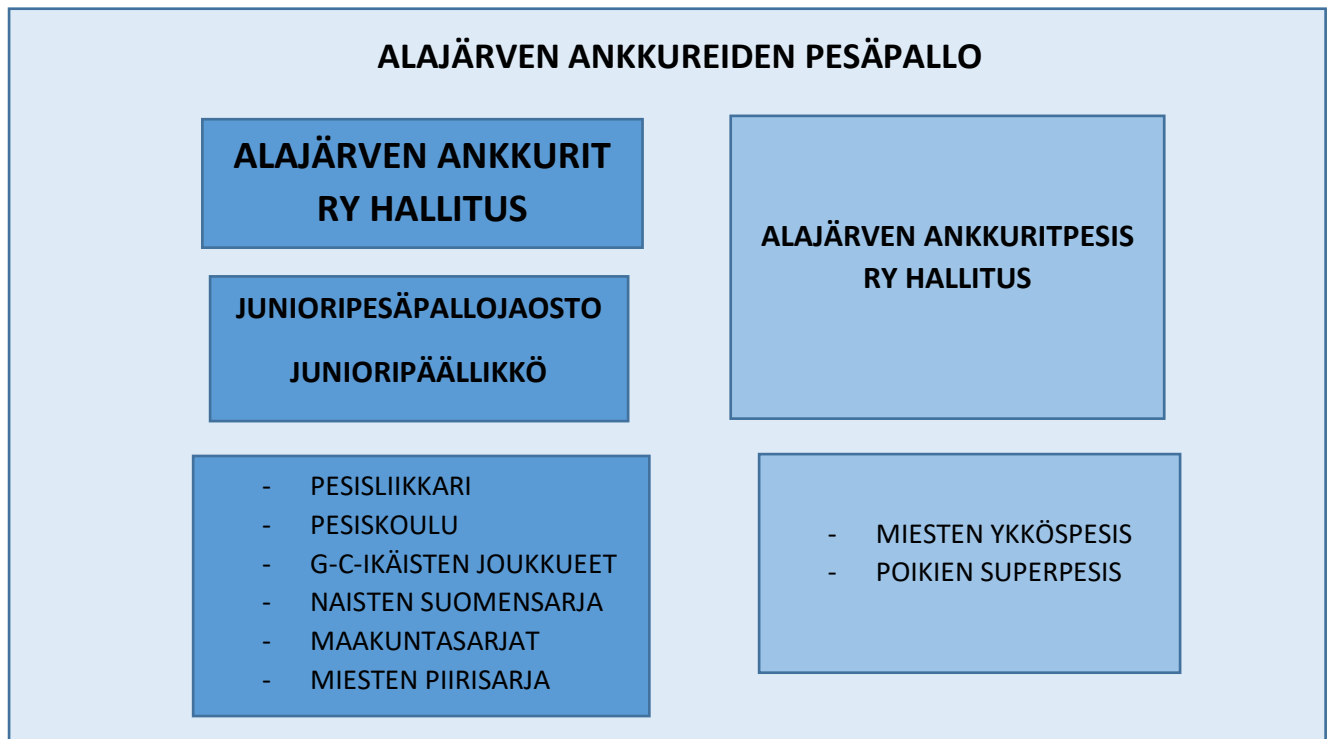 ALAJÄRVEN ANKKUREIDEN PESÄPALLO
ALAJÄRVEN ANKKURIT
RY HALLITUS
JUNIORIPESÄPALLOJAOSTO
JUNIORIPÄÄLLIKKÖ
- PESISLIIKKARI
- PESISKOULU
- G-C-IKÄISTEN JOUKKUEET
- NAISTEN SUOMENSARJA
- MAAKUNTASARJAT
- MIESTEN PIIRISARJA
ALAJÄRVEN ANKKURITPESIS
RY HALLITUS
- MIESTEN YKKÖSPESIS
- POIKIEN SUPERPESIS